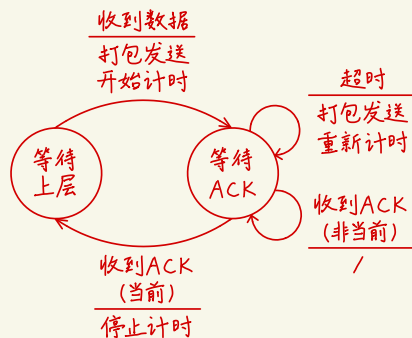 收到数据
打包发送
开始计时
超时
打包发送
重新计时
等待
上层
等待
ACK
收到ACK
(非当前)
/
收到ACK
(当前)
停止计时